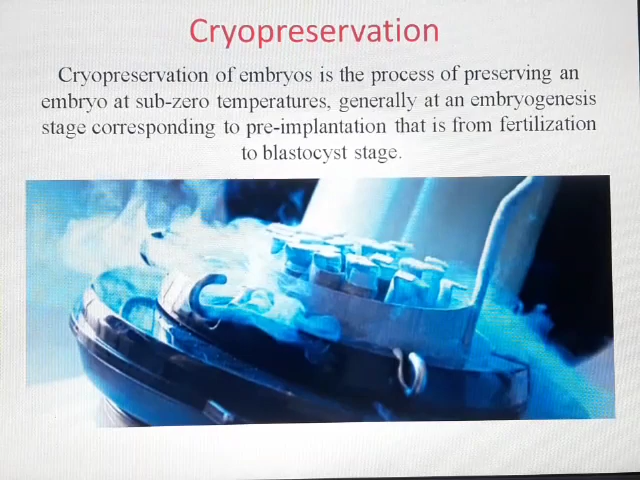 Cryopreservation
Cryopreservation of embryos is the process of preserving an
embryo at sub-zero temperatures, generally at an embryogenesis
stage corresponding to pre-implantation that is from fertilization
to blastocyst stage.